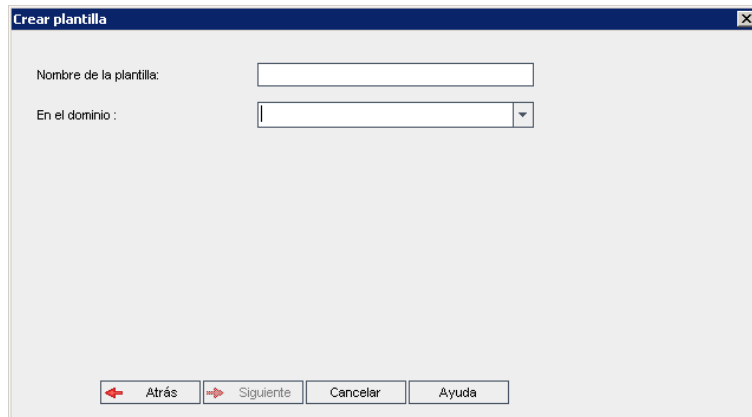 Crear plantilla
Nombre de la plantilla:
En el dominio :
Atrás Siguiente Cancelar Ayuda